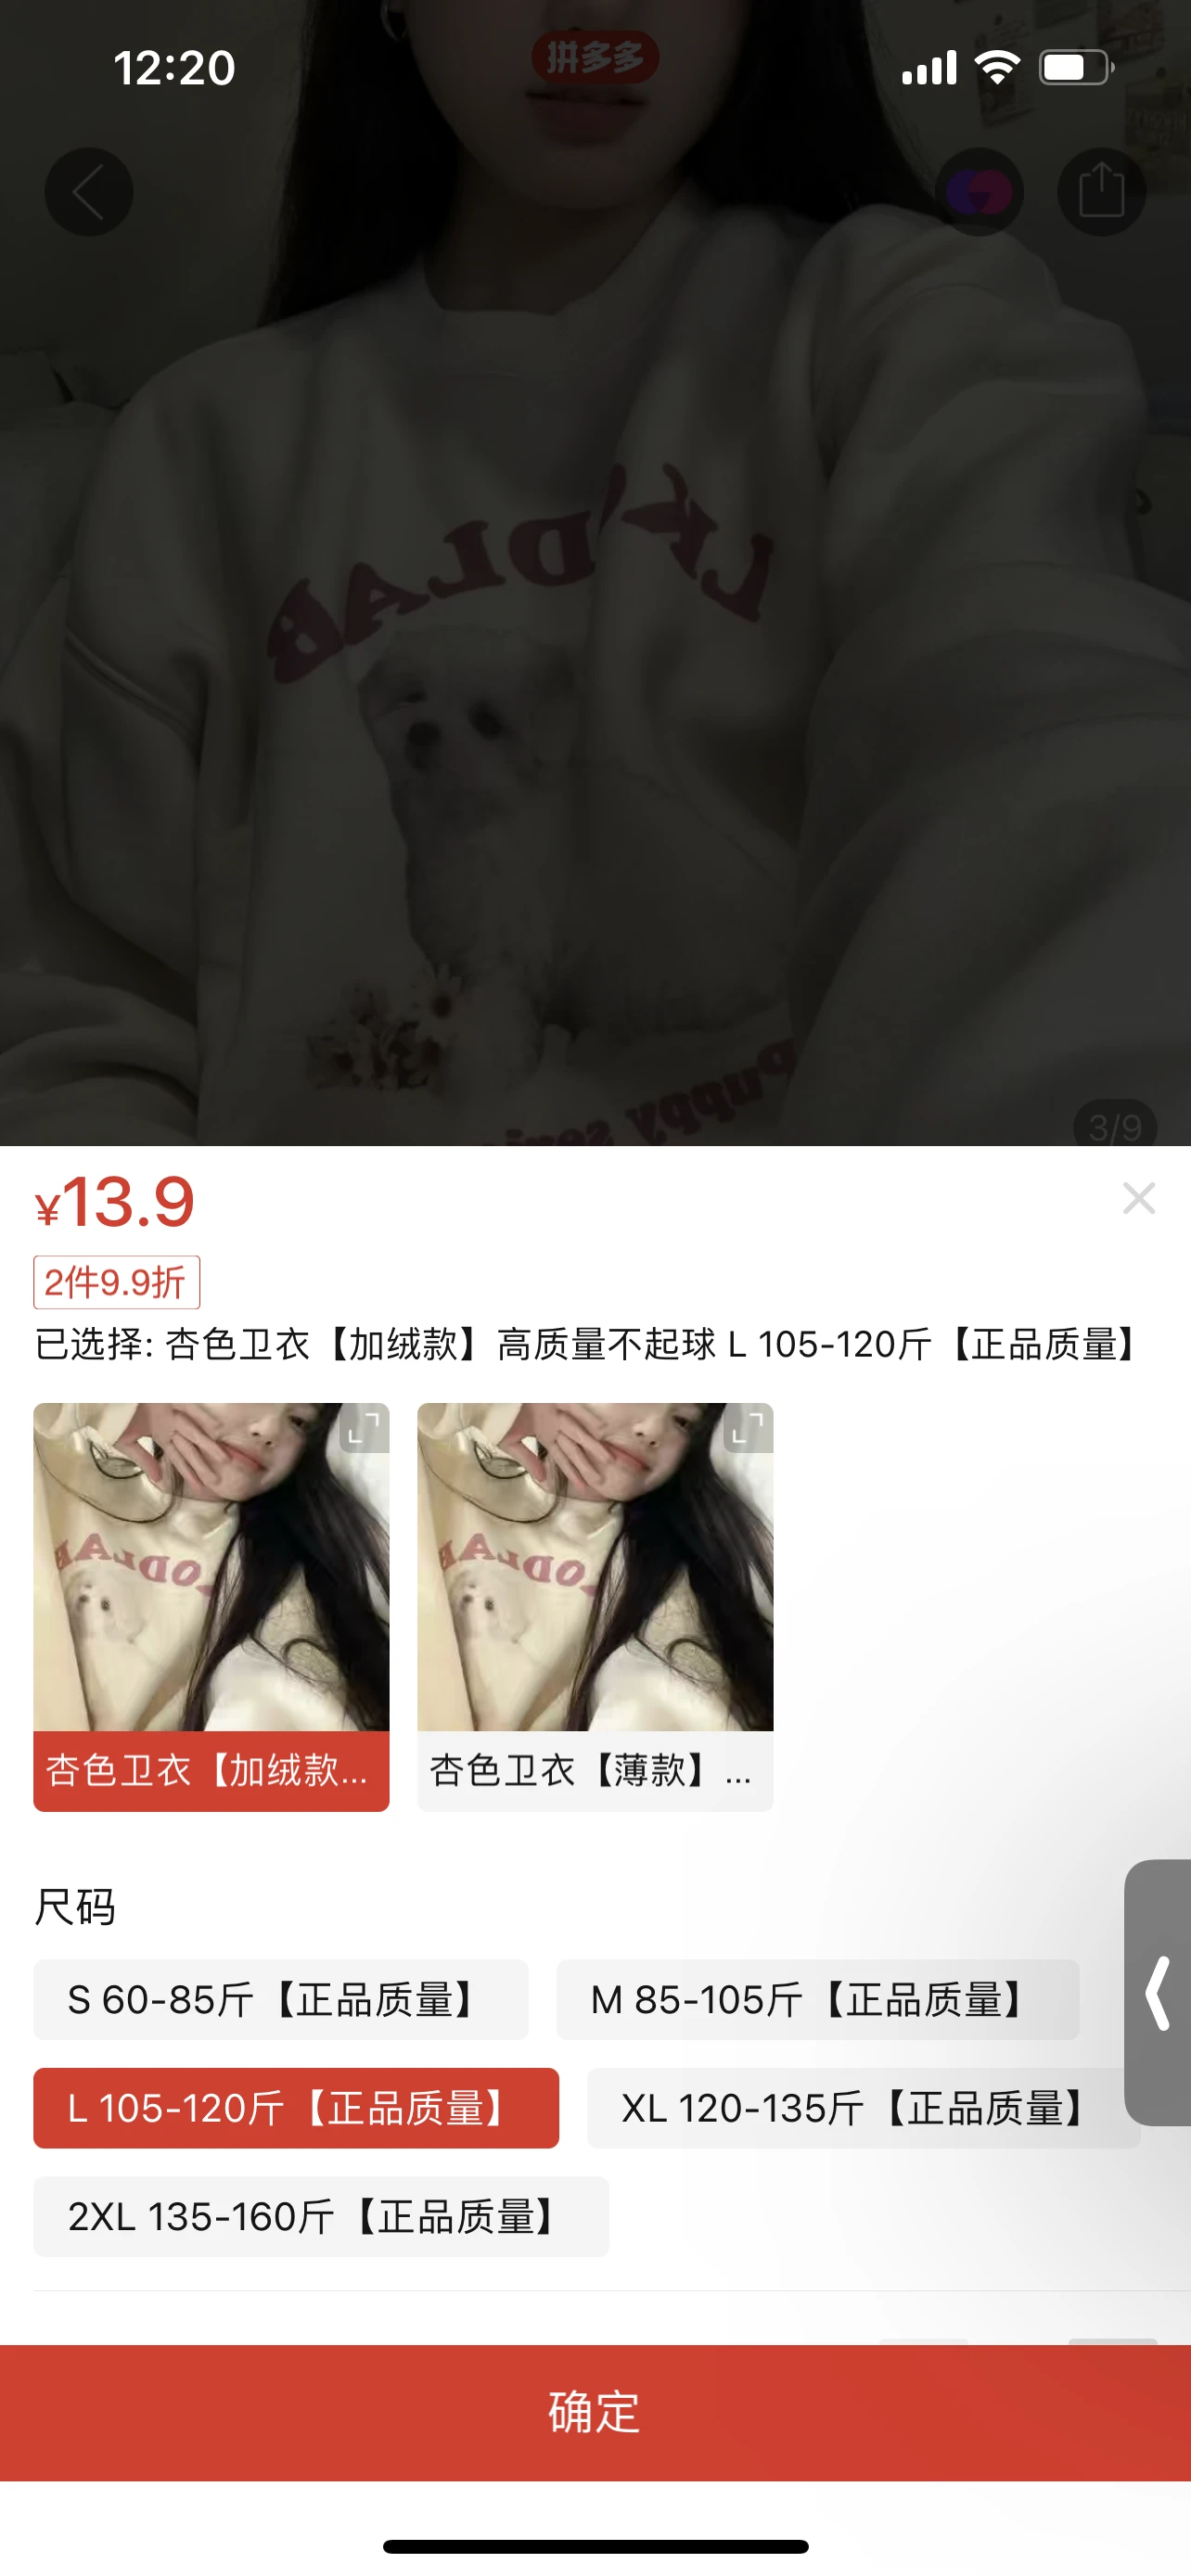 12:20
拼多多
LKDLAB
puppy
3/9
¥13.9
2件9.9折
已选择: 杏色卫衣【加绒款】高质量不起球 L 105-120斤【正品质量】
杏色卫衣【加绒款...
杏色卫衣【薄款】...
尺码
S 60-85斤【正品质量】
M 85-105斤【正品质量】
L 105-120斤【正品质量】
XL 120-135斤【正品质量】
2XL 135-160斤【正品质量】
确定